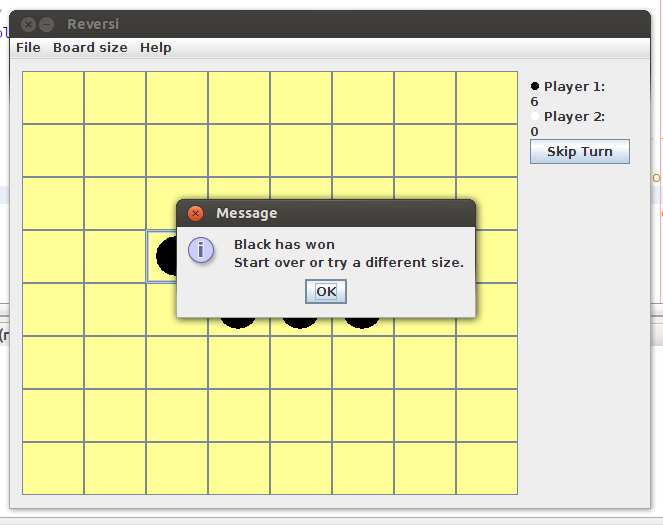 Reversi
File Board size Help
Player 1:
6
Player 2:
0
Skip Turn
Message
Black has won
Start over or try a different size.
OK